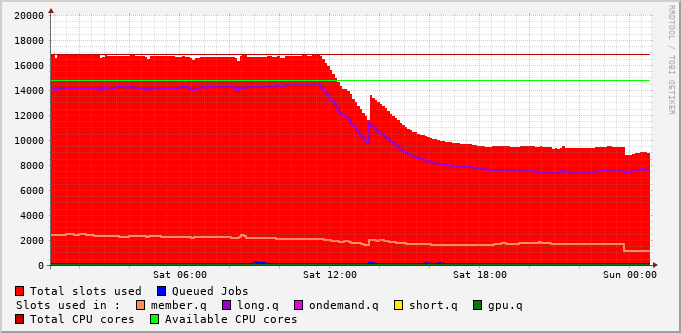 RRDTOOL / TOBI OETIKER
20000
18000
16000
14000
12000
10000
8000
6000
4000
2000
0
Sat 06:00 Sat 12:00 Sat 18:00 Sun 00:00
Total slots used Queued Jobs
Slots used in : member.q long.q ondemand.q short.q gpu.q
Total CPU cores Available CPU cores